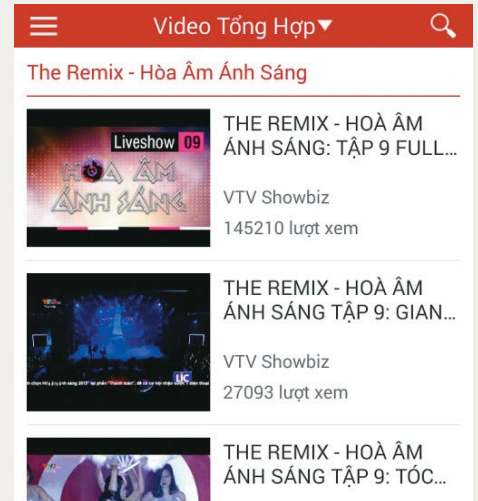 Video Tổng Hợp▼
The Remix - Hòa Âm Ánh Sáng
Liveshow 09
HOÀ ÂM
ÁNH SÁNG
THE REMIX - HOÀ ÂM
ÁNH SÁNG: TẬP 9 FULL...
VTV Showbiz
145210 lượt xem
THE REMIX - HOÀ ÂM
ÁNH SÁNG TẬP 9: GIAN...
VTV Showbiz
27093 lượt xem
THE REMIX - HOÀ ÂM
ÁNH SÁNG TẬP 9: TÓC...